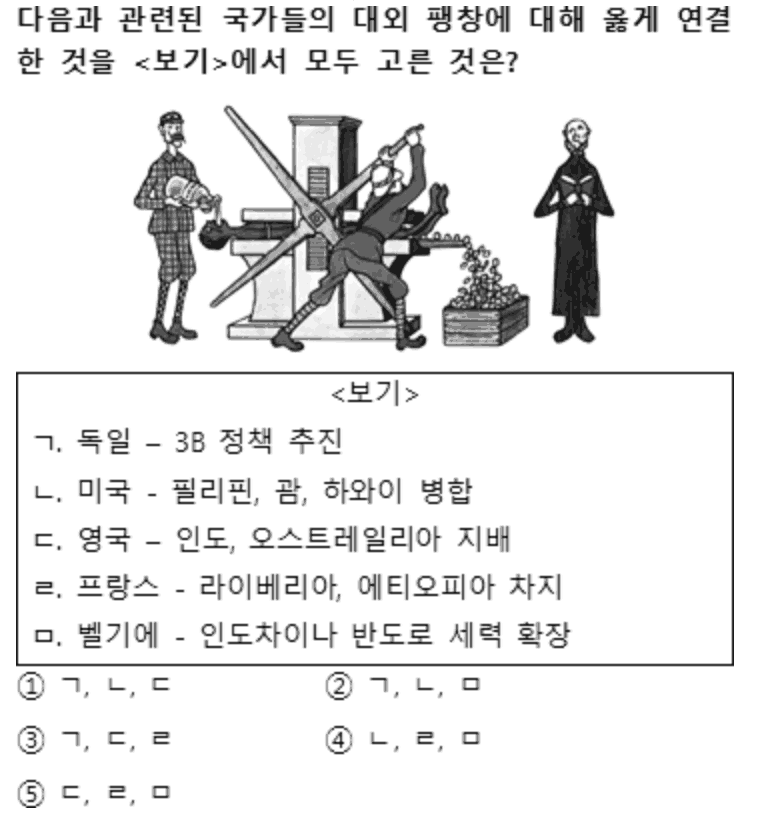 다음과 관련된 국가들의 대외 팽창에 대해 옳게 연결
한 것을 <보기>에서 모두 고른 것은?
<보기>
ㄱ. 독일 – 3B 정책 추진
ㄴ. 미국 - 필리핀, 괌, 하와이 병합
ㄷ. 영국 – 인도, 오스트레일리아 지배
ㄹ. 프랑스 - 라이베리아, 에티오피아 차지
ㅁ. 벨기에 - 인도차이나 반도로 세력 확장
① ㄱ, ㄴ, ㄷ ② ㄱ, ㄴ, ㅁ
③ ㄱ, ㄷ, ㄹ ④ ㄴ, ㄹ, ㅁ
⑤ ㄷ, ㄹ, ㅁ